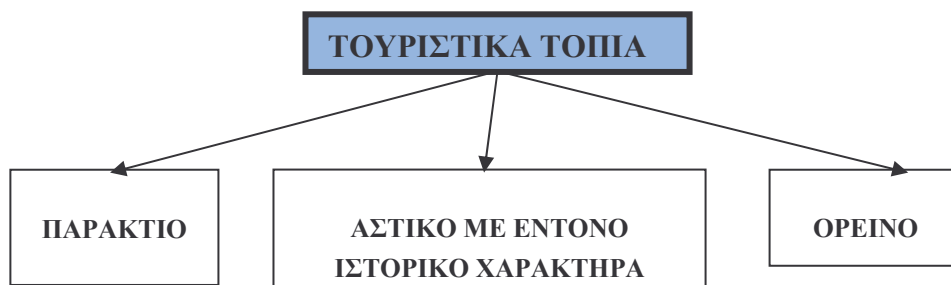 ΤΟΥΡΙΣΤΙΚΑ ΤΟΠΙΑ
ΠΑΡΑΚΤΙΟ
ΑΣΤΙΚΟ ΜΕ ΕΝΤΟΝΟ
ΙΣΤΟΡΙΚΟ ΧΑΡΑΚΤΗΡΑ
ΟΡΕΙΝΟ